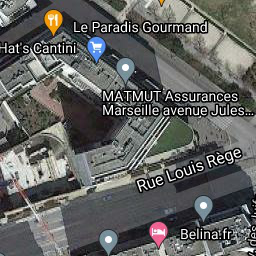 Le Paradis Gourmand
Hat's Cantini
MATMUT Assurances
Marseille avenue Jules...
Rue Louis Rège
Belina.fr